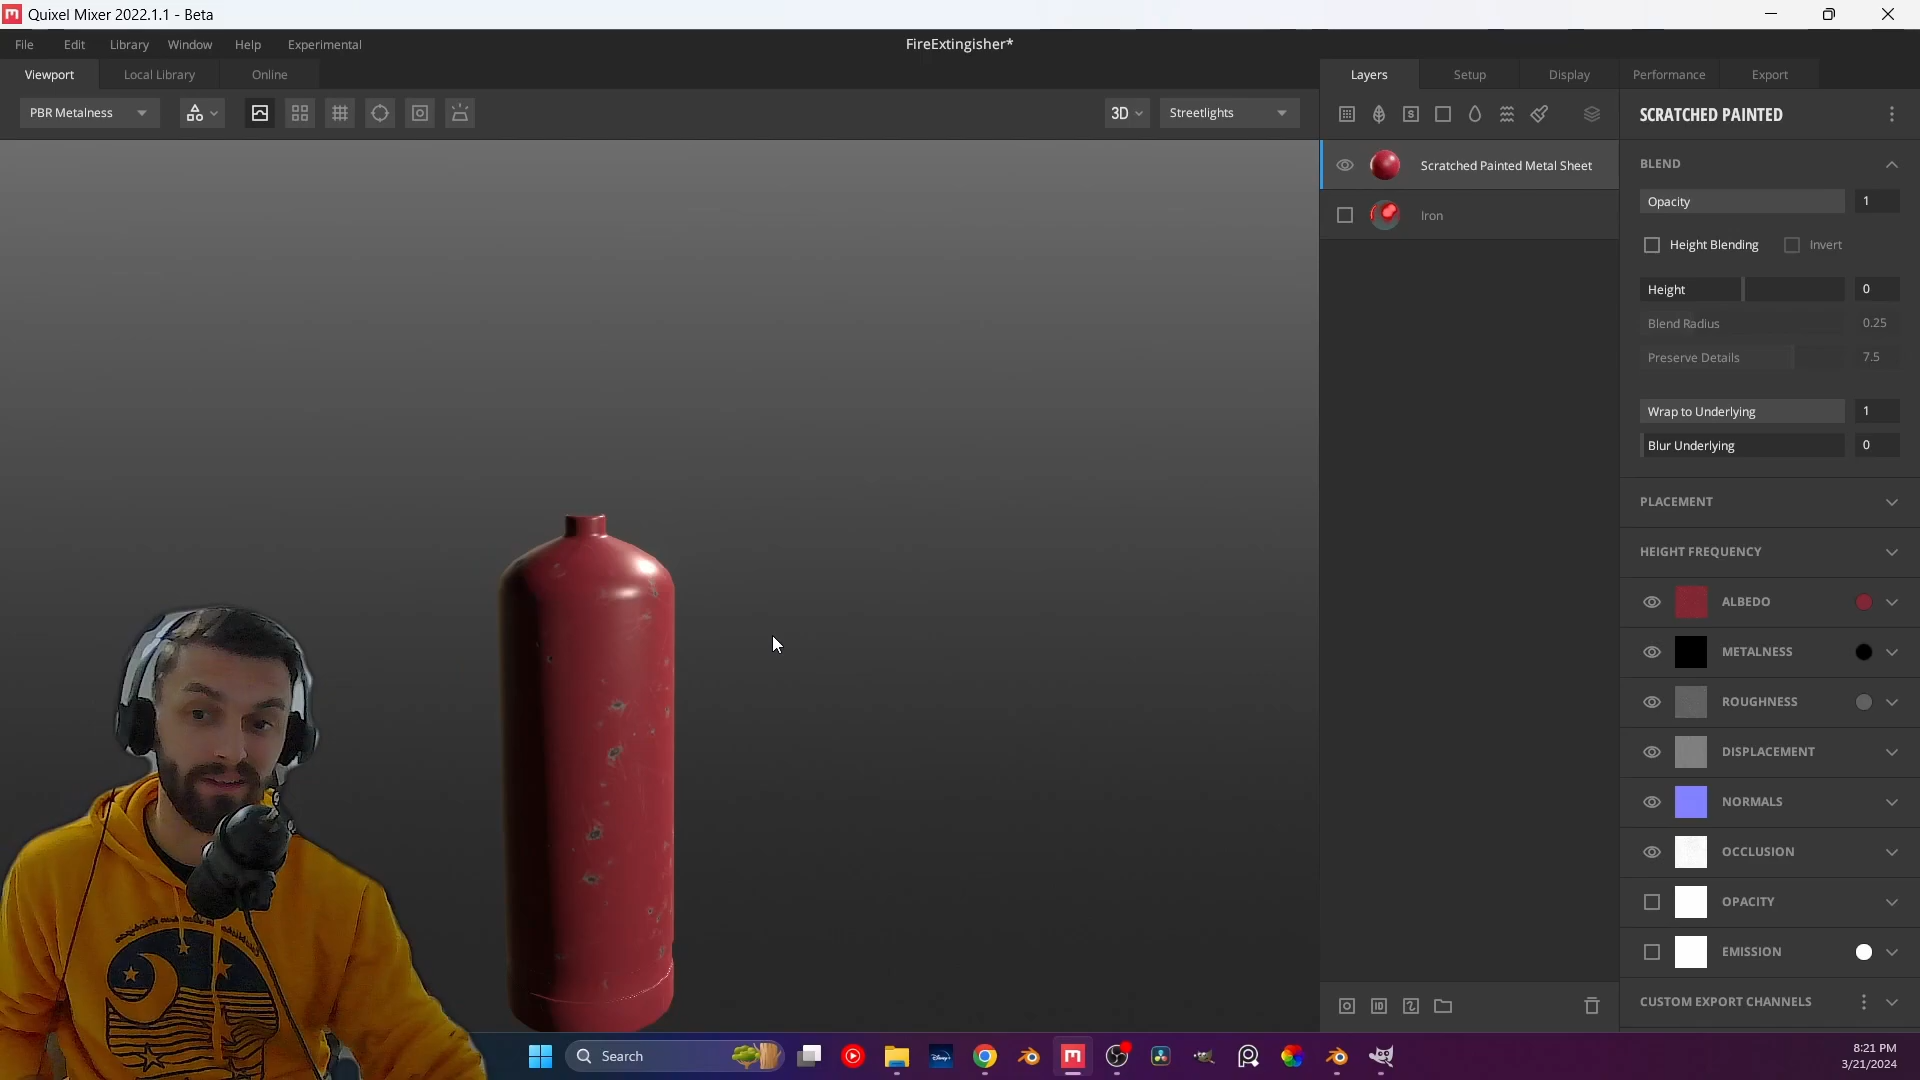 Quixel Mixer 2022.1.1 - Beta
File Edit Library Window Help Experimental
FireExtingisher*
Viewport Local Library Online
Layers Setup Display Performance Export
PBR Metalness
3D
Streetlights
SCRATCHED PAINTED
BLEND
Scratched Painted Metal Sheet
Opacity 1
Iron
Height Blending Invert
Height 0
Blend Radius 0.25
Preserve Details 7.5
Wrap to Underlying 1
Blur Underlying 0
PLACEMENT
HEIGHT FREQUENCY
ALBEDO
METALNESS
ROUGHNESS
DISPLACEMENT
NORMALS
OCCLUSION
OPACITY
EMISSION
CUSTOM EXPORT CHANNELS
Search
8:21 PM
3/21/2024